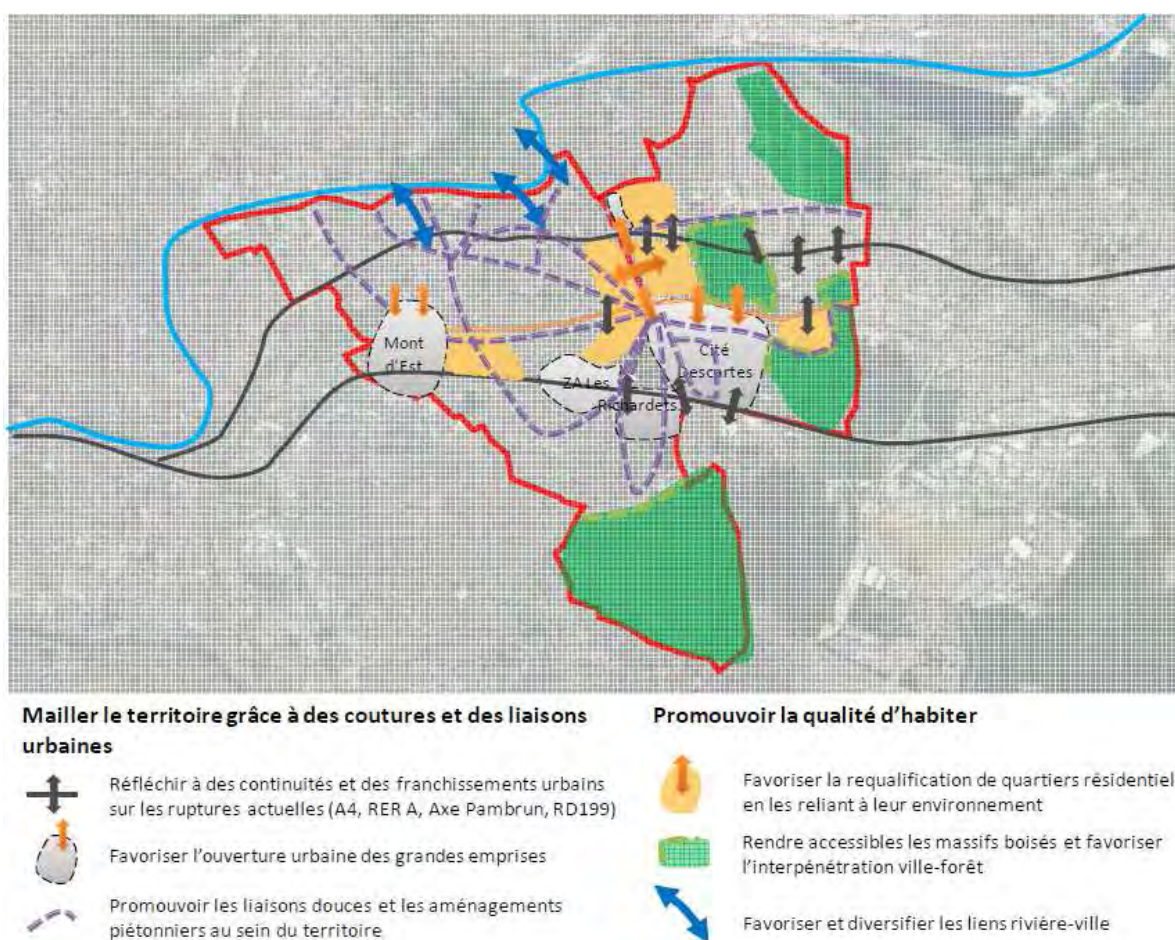 Mont
d'Est
Cité
Descartes
ZA Les
Richardets
Mailler le territoire grâce à des coutures et des liaisons
urbaines
Réfléchir à des continuités et des franchissements urbains
sur les ruptures actuelles (A4, RER A, Axe Pambrun, RD199)
Favoriser l'ouverture urbaine des grandes emprises
Promouvoir les liaisons douces et les aménagements
piétonniers au sein du territoire
Promouvoir la qualité d'habiter
Favoriser la requalification de quartiers résidentiel
en les reliant à leur environnement
Rendre accessibles les massifs boisés et favoriser
l'interpénétration ville-forêt
Favoriser et diversifier les liens rivière-ville